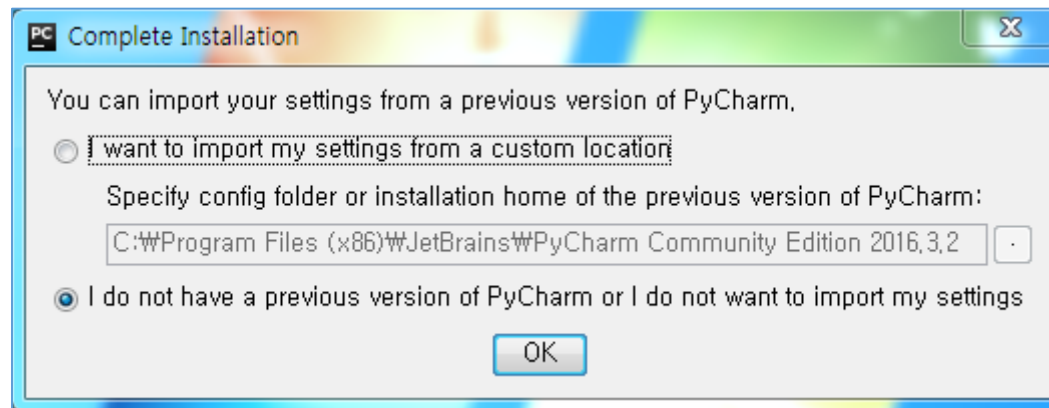 PC Complete Installation
You can import your settings from a previous version of PyCharm,
I want to import my settings from a custom location
Specify config folder or installation home of the previous version of PyCharm:
C:₩Program Files (x86)₩JetBrains₩PyCharm Community Edition 2016,3,2
I do not have a previous version of PyCharm or I do not want to import my settings
OK